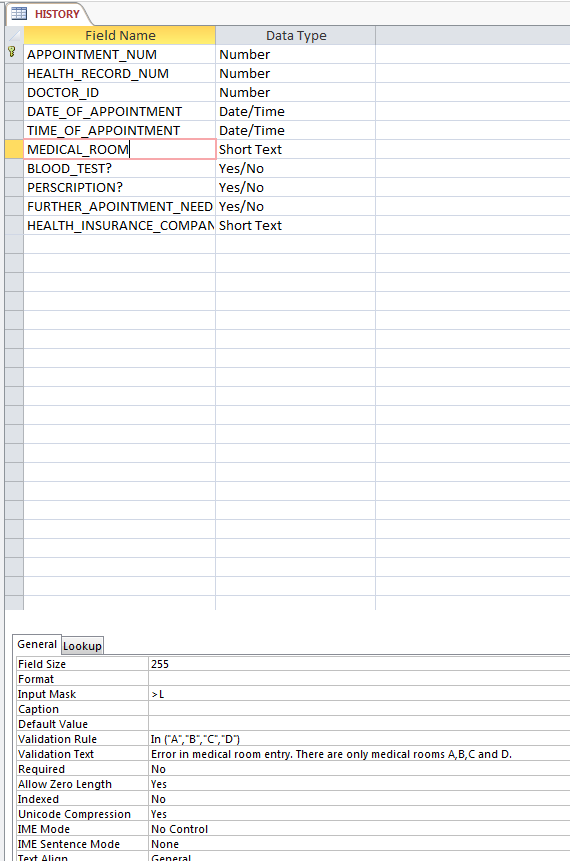 HISTORY
Field Name Data Type
APPOINTMENT_NUM Number
HEALTH_RECORD_NUM Number
DOCTOR_ID Number
DATE_OF_APPOINTMENT Date/Time
TIME_OF_APPOINTMENT Date/Time
MEDICAL_ROOM Short Text
BLOOD_TEST? Yes/No
PERSCRIPTION? Yes/No
FURTHER_APOINTMENT_NEED Yes/No
HEALTH_INSURANCE_COMPAN Short Text
General Lookup
Field Size 255
Format
Input Mask >L
Caption
Default Value
Validation Rule In ("A","B","C","D")
Validation Text Error in medical room entry. There are only medical rooms A,B,C and D.
Required No
Allow Zero Length Yes
Indexed No
Unicode Compression Yes
IME Mode No Control
IME Sentence Mode None
Text Align General